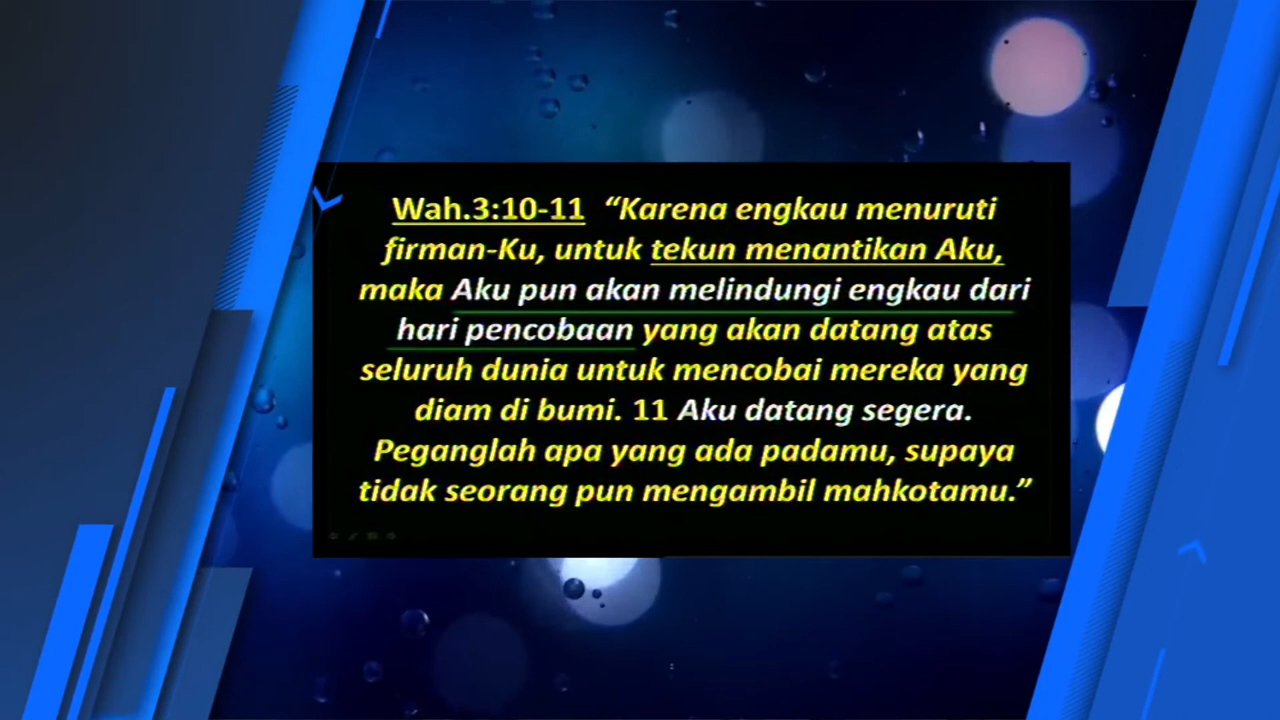 Wah.3:10-11 “Karena engkau menuruti
firman-Ku, untuk tekun menantikan Aku,
maka Aku pun akan melindungi engkau dari
hari pencobaan yang akan datang atas
seluruh dunia untuk mencobai mereka yang
diam di bumi. 11 Aku datang segera.
Peganglah apa yang ada padamu, supaya
tidak seorang pun mengambil mahkotamu.”